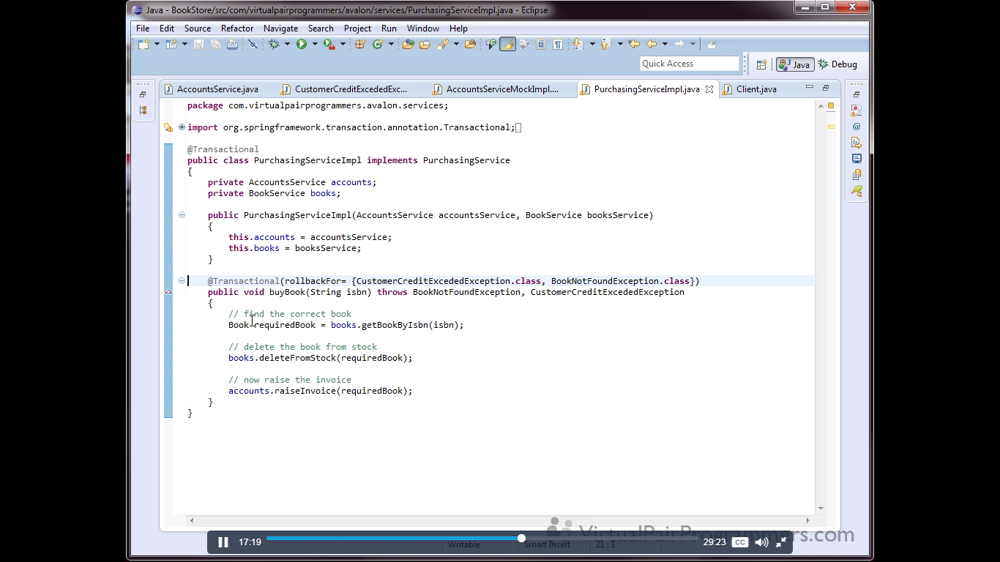 Java - BookStore/src/com/virtualpairprogrammers/avalon/services/PurchasingServiceImpl.java - Eclipse
File Edit Source Refactor Navigate Search Project Run Window Help
Quick Access
Java Debug
AccountsService.java CustomerCreditExcededExc... AccountsServiceMockImpl.... PurchasingServiceImpl.java Client.java
package com.virtualpairprogrammers.avalon.services;
import org.springframework.transaction.annotation.Transactional;
@Transactional
public class PurchasingServiceImpl implements PurchasingService
{
private AccountsService accounts;
private BookService books;
public PurchasingServiceImpl(AccountsService accountsService, BookService booksService)
{
this.accounts = accountsService;
this.books = booksService;
}
@Transactional(rollbackFor= {CustomerCreditExcededException.class, BookNotFoundException.class})
public void buyBook(String isbn) throws BookNotFoundException, CustomerCreditExcededException
{
// find the correct book
Book requiredBook = books.getBookByIsbn(isbn);
// delete the book from stock
books.deleteFromStock(requiredBook);
// now raise the invoice
accounts.raiseInvoice(requiredBook);
}
}
VirtualPairProgrammers.com
17:19 29:23 CC
Writable Smart Insert 21 : 1